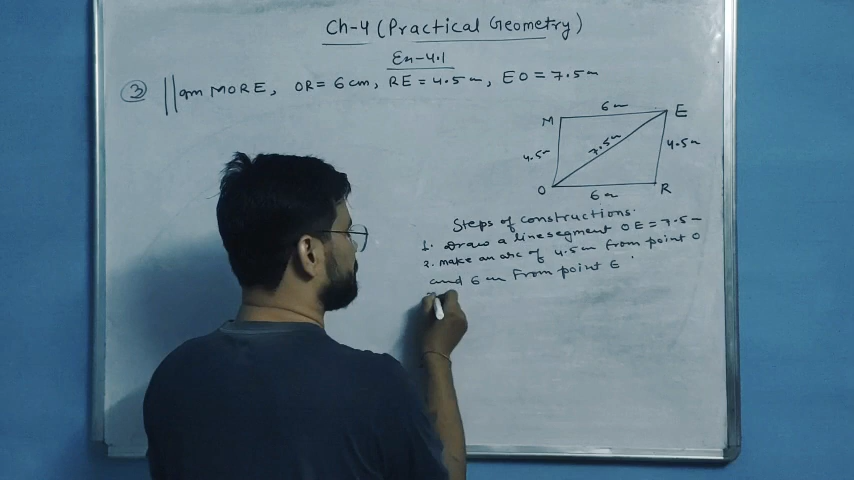 Ch-4 (Practical Geometry)
Ex-4.1
③ ||gm MORE, OR = 6 cm, RE = 4.5 cm, EO = 7.5 cm
6 cm
M
E
4.5 cm
7.5 cm
4.5 cm
O
R
6 cm
Steps of constructions.
1. Draw a line segment OE = 7.5 cm
2. Make an arc of 4.5 cm from point O
and 6 cm from point E.